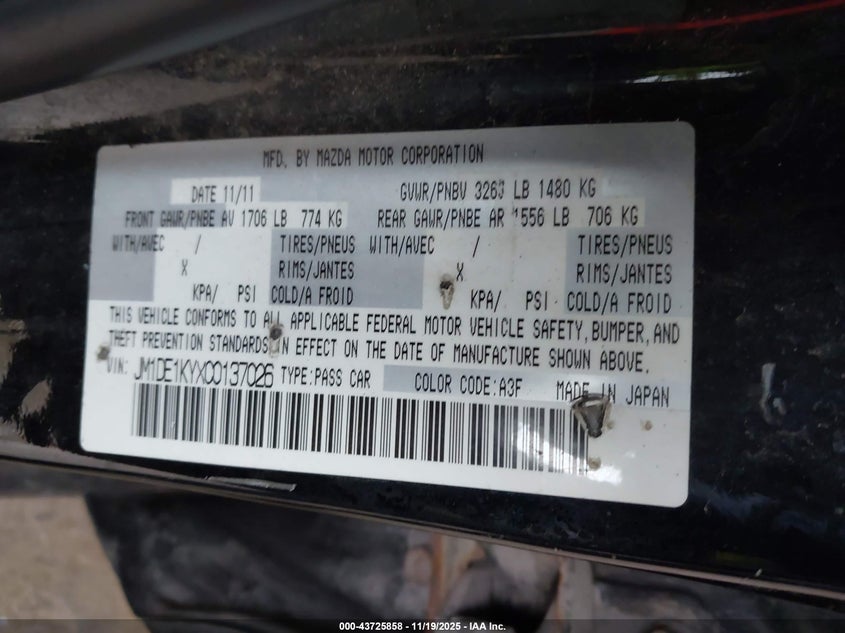 MFD. BY MAZDA MOTOR CORPORATION
DATE 11/11 GVWR/PNBV 3263 LB 1480 KG
FRONT GAWR/PNBE AV 1706 LB 774 KG REAR GAWR/PNBE AR 1556 LB 706 KG
WITH/AVEC / TIRES/PNEUS WITH/AVEC / TIRES/PNEUS
X RIMS/JANTES X RIMS/JANTES
KPA/ PSI COLD/A FROID KPA/ PSI COLD/A FROID
THIS VEHICLE CONFORMS TO ALL APPLICABLE FEDERAL MOTOR VEHICLE SAFETY, BUMPER, AND
THEFT PREVENTION STANDARDS IN EFFECT ON THE DATE OF MANUFACTURE SHOWN ABOVE.
VIN: JM1DE1KYXC0137026 TYPE:PASS CAR COLOR CODE:A3F MADE IN JAPAN
000-43725858 - 11/19/2025 - IAA Inc.